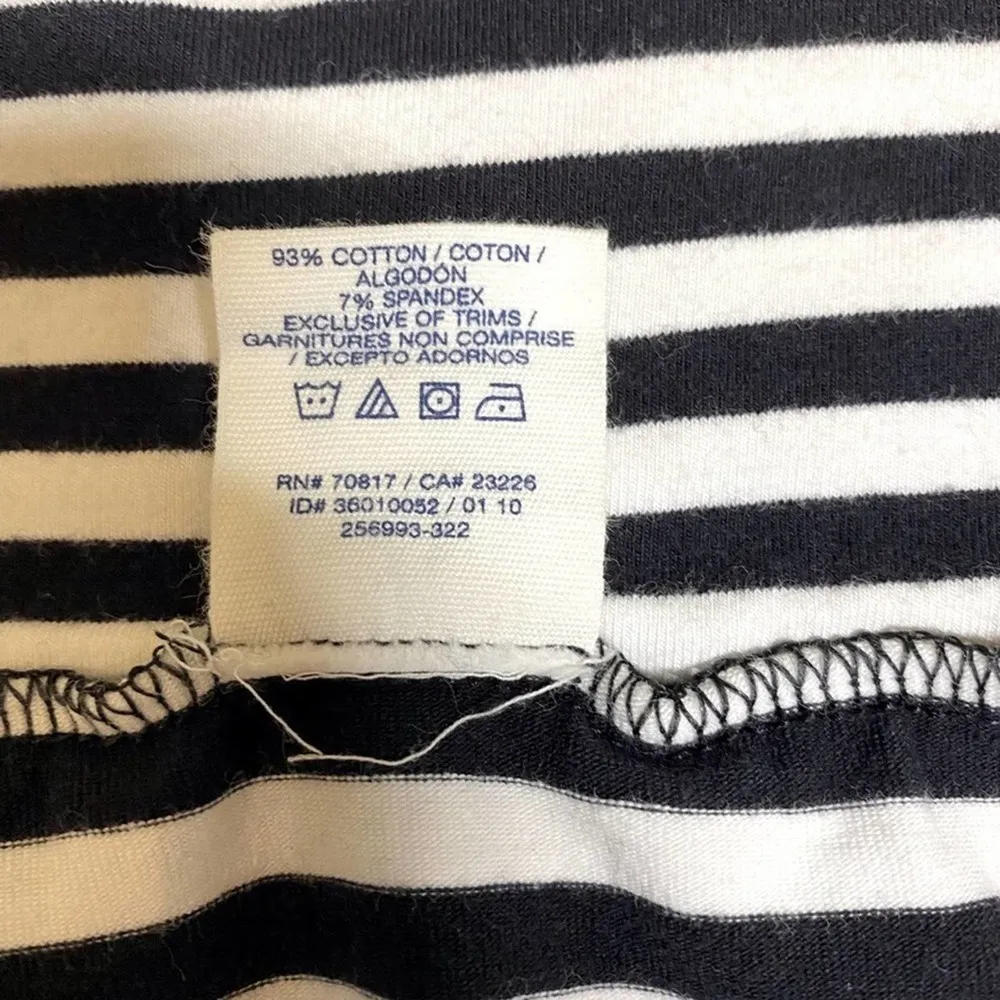 93% COTTON / COTON /
ALGODÓN
7% SPANDEX
EXCLUSIVE OF TRIMS /
GARNITURES NON COMPRISE
/ EXCEPTO ADORNOS
RN# 70817 / CA# 23226
ID# 36010052 / 01 10
256993-322